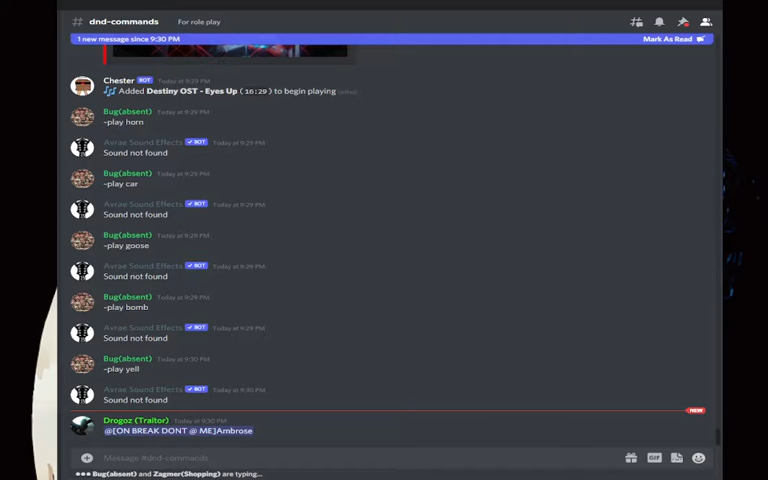 # dnd-commands For role play
1 new message since 9:30 PM Mark As Read
Chester BOT Today at 9:29 PM
Added Destiny OST - Eyes Up (16:29) to begin playing (edited)
Bug(absent) Today at 9:29 PM
~play horn
Avrae Sound Effects ✓ BOT Today at 9:29 PM
Sound not found
Bug(absent) Today at 9:29 PM
~play car
Avrae Sound Effects ✓ BOT Today at 9:29 PM
Sound not found
Bug(absent) Today at 9:29 PM
~play goose
Avrae Sound Effects ✓ BOT Today at 9:29 PM
Sound not found
Bug(absent) Today at 9:29 PM
~play bomb
Avrae Sound Effects ✓ BOT Today at 9:29 PM
Sound not found
Bug(absent) Today at 9:30 PM
~play yell
Avrae Sound Effects ✓ BOT Today at 9:30 PM
Sound not found
NEW
Drogoz (Traitor) Today at 9:30 PM
@[ON BREAK DONT @ ME]Ambrose
Message #dnd-commands GIF
Bug(absent) and Zagmer(Shopping) are typing...